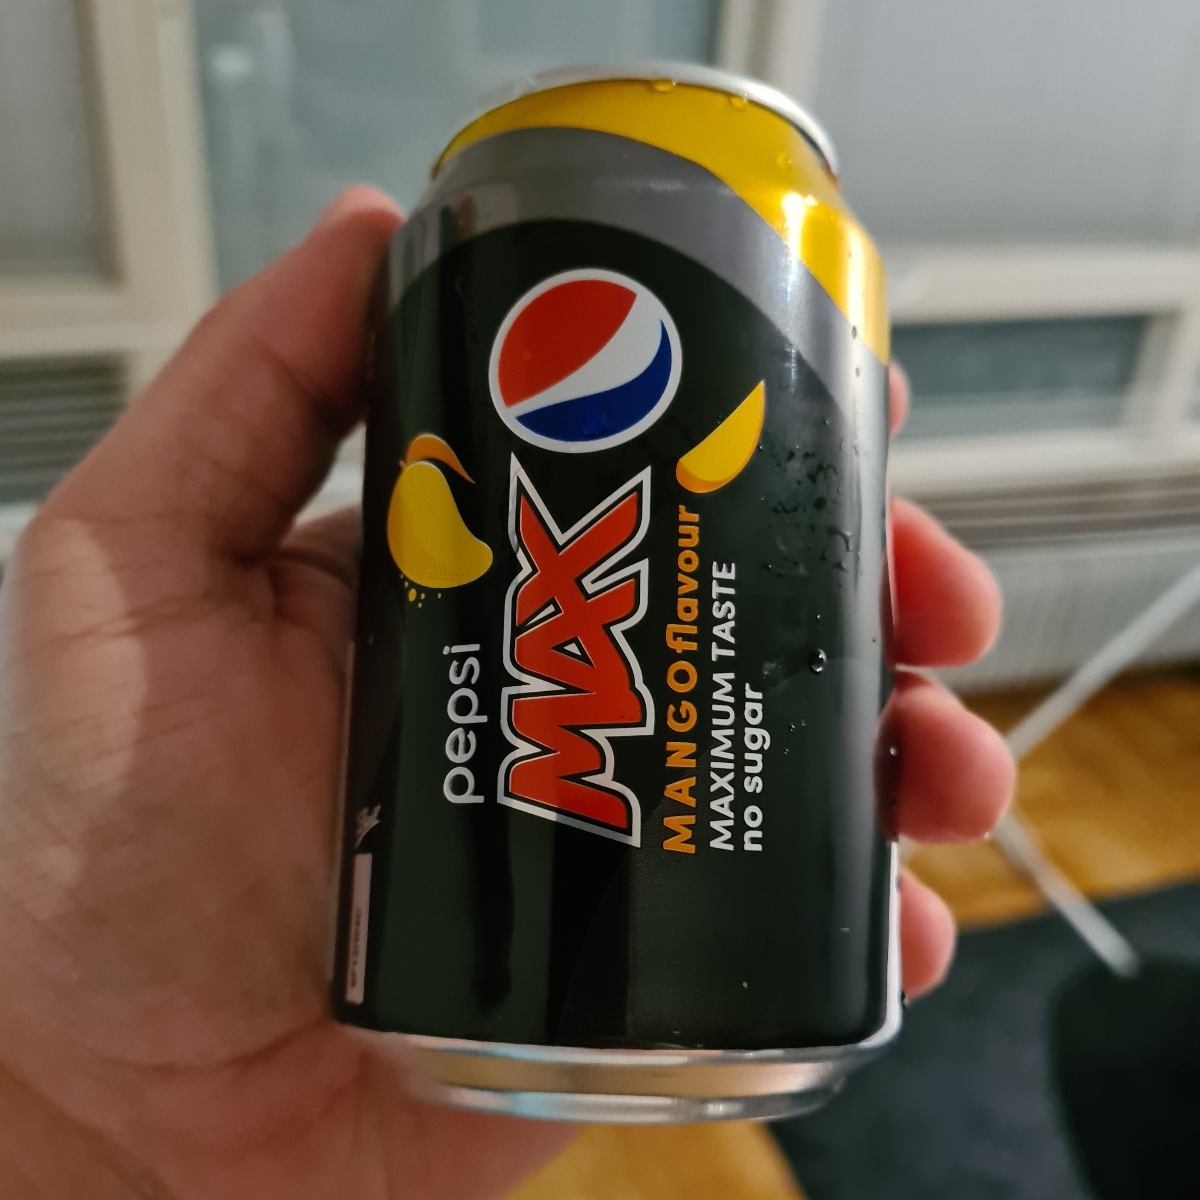 pepsi
MAX
MANGOflavour
MAXIMUM TASTE
no sugar